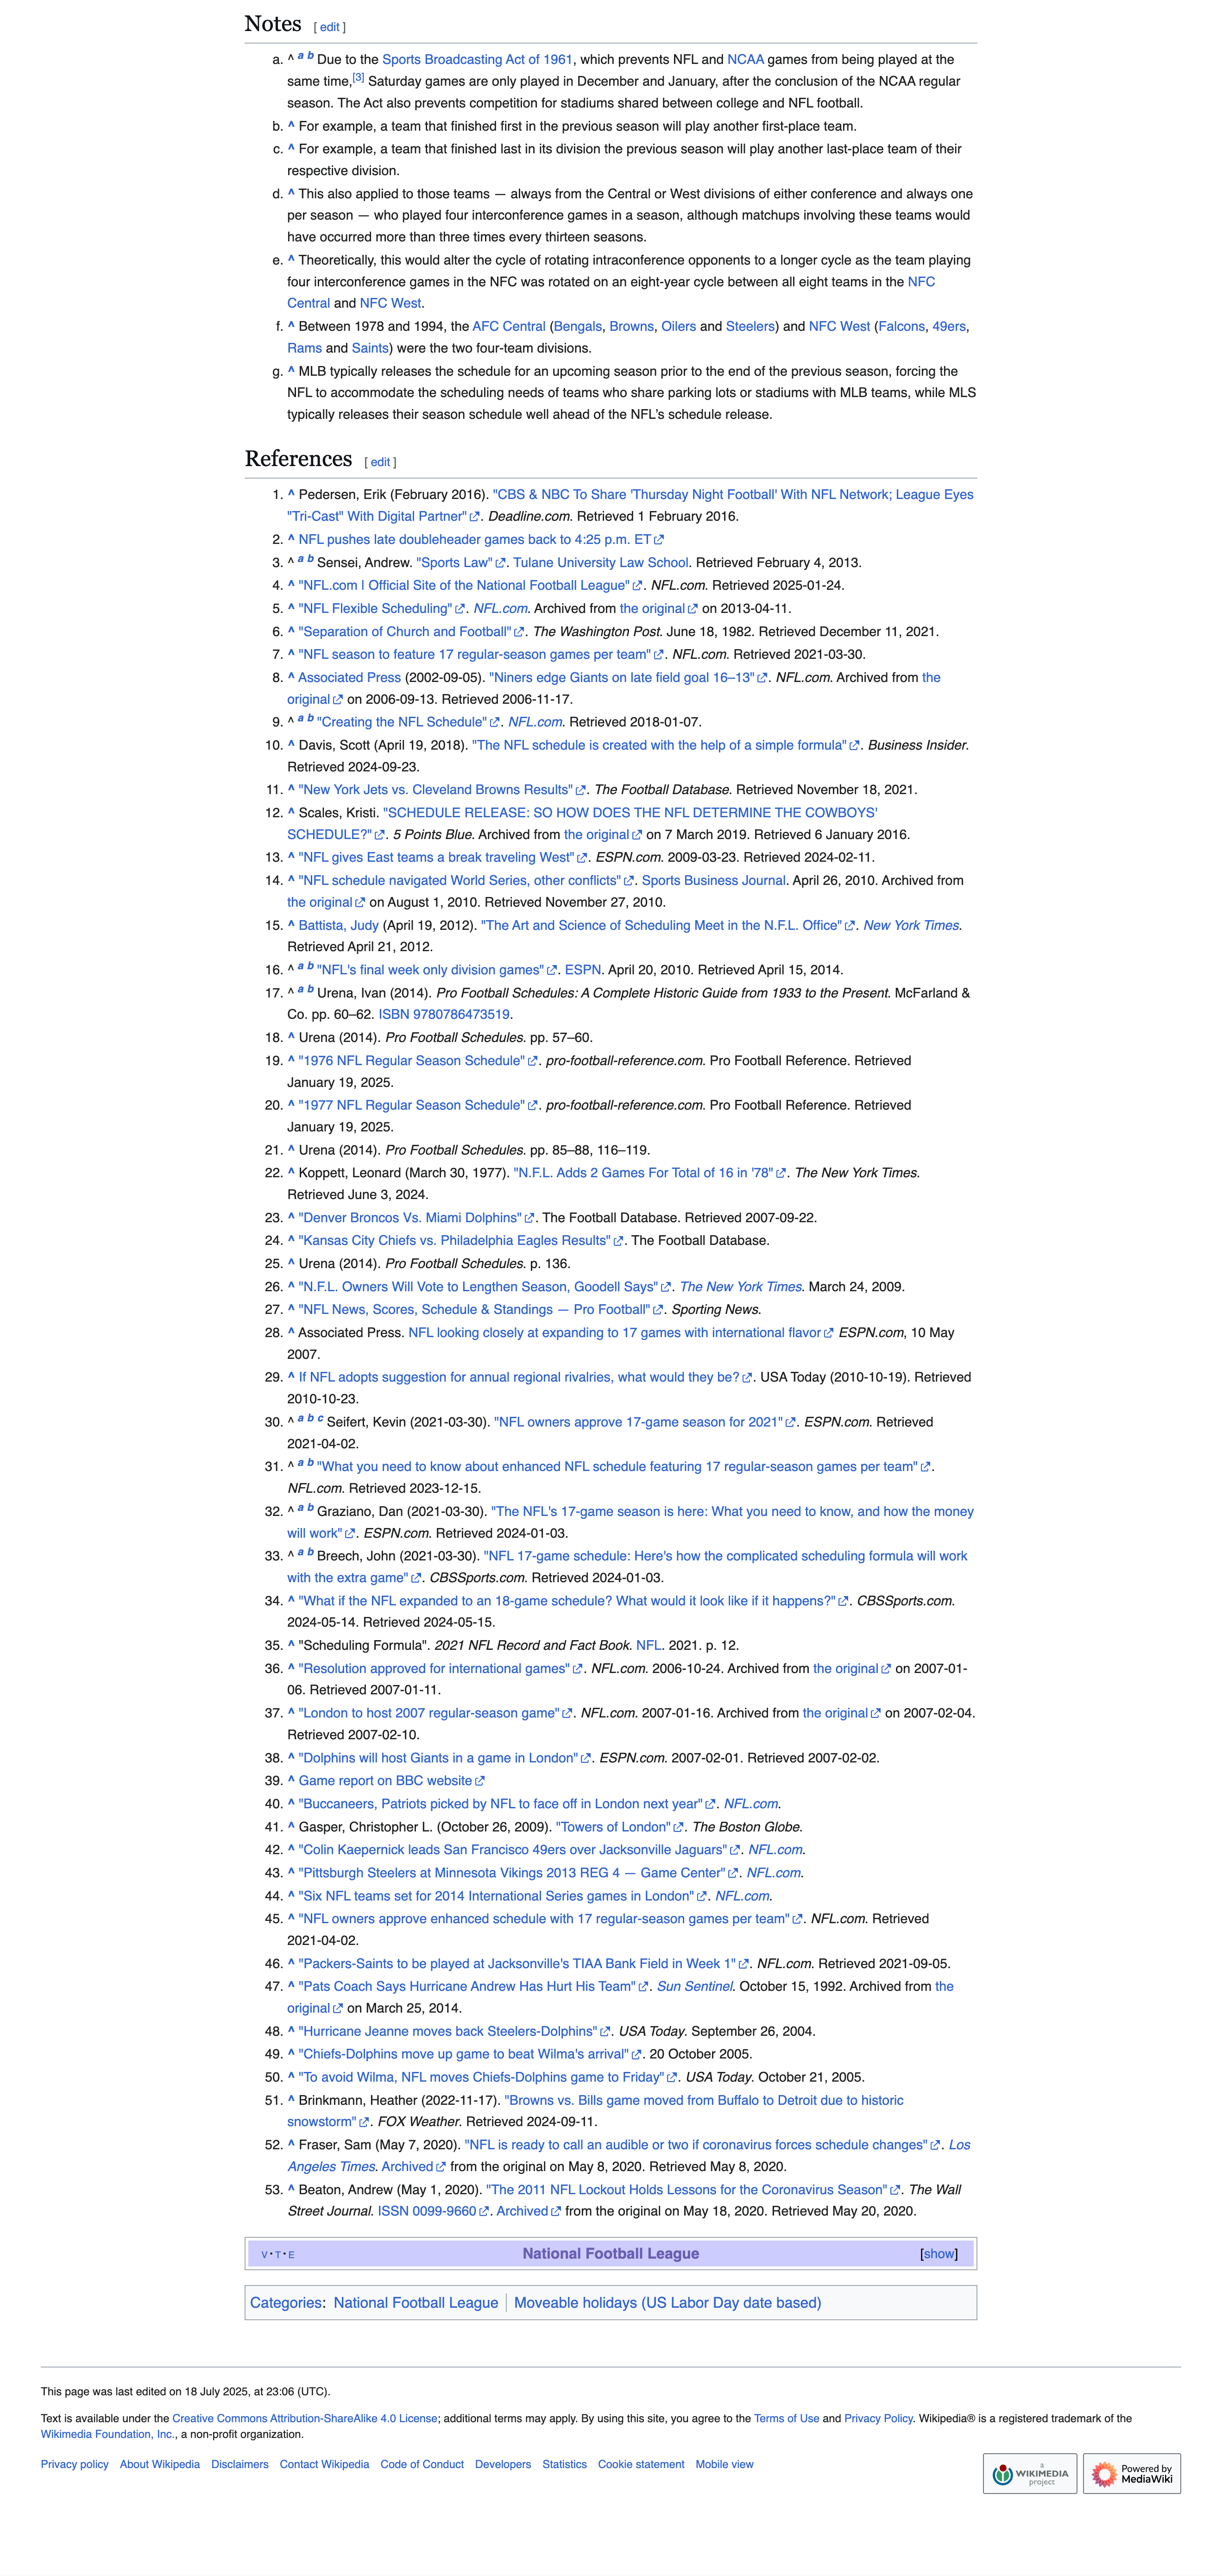 Notes [ edit ]
a. ^ a b Due to the Sports Broadcasting Act of 1961, which prevents NFL and NCAA games from being played at the
same time,[3] Saturday games are only played in December and January, after the conclusion of the NCAA regular
season. The Act also prevents competition for stadiums shared between college and NFL football.
b. ^ For example, a team that finished first in the previous season will play another first-place team.
c. ^ For example, a team that finished last in its division the previous season will play another last-place team of their
respective division.
d. ^ This also applied to those teams — always from the Central or West divisions of either conference and always one
per season — who played four interconference games in a season, although matchups involving these teams would
have occurred more than three times every thirteen seasons.
e. ^ Theoretically, this would alter the cycle of rotating intraconference opponents to a longer cycle as the team playing
four interconference games in the NFC was rotated on an eight-year cycle between all eight teams in the NFC
Central and NFC West.
f. ^ Between 1978 and 1994, the AFC Central (Bengals, Browns, Oilers and Steelers) and NFC West (Falcons, 49ers,
Rams and Saints) were the two four-team divisions.
g. ^ MLB typically releases the schedule for an upcoming season prior to the end of the previous season, forcing the
NFL to accommodate the scheduling needs of teams who share parking lots or stadiums with MLB teams, while MLS
typically releases their season schedule well ahead of the NFL's schedule release.
References [ edit ]
1. ^ Pedersen, Erik (February 2016). "CBS & NBC To Share 'Thursday Night Football' With NFL Network; League Eyes
"Tri-Cast" With Digital Partner". Deadline.com. Retrieved 1 February 2016.
2. ^ NFL pushes late doubleheader games back to 4:25 p.m. ET
3. ^ a b Sensei, Andrew. "Sports Law". Tulane University Law School. Retrieved February 4, 2013.
4. ^ "NFL.com | Official Site of the National Football League". NFL.com. Retrieved 2025-01-24.
5. ^ "NFL Flexible Scheduling". NFL.com. Archived from the original on 2013-04-11.
6. ^ "Separation of Church and Football". The Washington Post. June 18, 1982. Retrieved December 11, 2021.
7. ^ "NFL season to feature 17 regular-season games per team". NFL.com. Retrieved 2021-03-30.
8. ^ Associated Press (2002-09-05). "Niners edge Giants on late field goal 16–13". NFL.com. Archived from the
original on 2006-09-13. Retrieved 2006-11-17.
9. ^ a b "Creating the NFL Schedule". NFL.com. Retrieved 2018-01-07.
10. ^ Davis, Scott (April 19, 2018). "The NFL schedule is created with the help of a simple formula". Business Insider.
Retrieved 2024-09-23.
11. ^ "New York Jets vs. Cleveland Browns Results". The Football Database. Retrieved November 18, 2021.
12. ^ Scales, Kristi. "SCHEDULE RELEASE: SO HOW DOES THE NFL DETERMINE THE COWBOYS'
SCHEDULE?". 5 Points Blue. Archived from the original on 7 March 2019. Retrieved 6 January 2016.
13. ^ "NFL gives East teams a break traveling West". ESPN.com. 2009-03-23. Retrieved 2024-02-11.
14. ^ "NFL schedule navigated World Series, other conflicts". Sports Business Journal. April 26, 2010. Archived from
the original on August 1, 2010. Retrieved November 27, 2010.
15. ^ Battista, Judy (April 19, 2012). "The Art and Science of Scheduling Meet in the N.F.L. Office". New York Times.
Retrieved April 21, 2012.
16. ^ a b "NFL's final week only division games". ESPN. April 20, 2010. Retrieved April 15, 2014.
17. ^ a b Urena, Ivan (2014). Pro Football Schedules: A Complete Historic Guide from 1933 to the Present. McFarland &
Co. pp. 60–62. ISBN 9780786473519.
18. ^ Urena (2014). Pro Football Schedules. pp. 57–60.
19. ^ "1976 NFL Regular Season Schedule". pro-football-reference.com. Pro Football Reference. Retrieved
January 19, 2025.
20. ^ "1977 NFL Regular Season Schedule". pro-football-reference.com. Pro Football Reference. Retrieved
January 19, 2025.
21. ^ Urena (2014). Pro Football Schedules. pp. 85–88, 116–119.
22. ^ Koppett, Leonard (March 30, 1977). "N.F.L. Adds 2 Games For Total of 16 in '78". The New York Times.
Retrieved June 3, 2024.
23. ^ "Denver Broncos Vs. Miami Dolphins". The Football Database. Retrieved 2007-09-22.
24. ^ "Kansas City Chiefs vs. Philadelphia Eagles Results". The Football Database.
25. ^ Urena (2014). Pro Football Schedules. p. 136.
26. ^ "N.F.L. Owners Will Vote to Lengthen Season, Goodell Says". The New York Times. March 24, 2009.
27. ^ "NFL News, Scores, Schedule & Standings — Pro Football". Sporting News.
28. ^ Associated Press. NFL looking closely at expanding to 17 games with international flavor ESPN.com, 10 May
2007.
29. ^ If NFL adopts suggestion for annual regional rivalries, what would they be?. USA Today (2010-10-19). Retrieved
2010-10-23.
30. ^ a b c Seifert, Kevin (2021-03-30). "NFL owners approve 17-game season for 2021". ESPN.com. Retrieved
2021-04-02.
31. ^ a b "What you need to know about enhanced NFL schedule featuring 17 regular-season games per team".
NFL.com. Retrieved 2023-12-15.
32. ^ a b Graziano, Dan (2021-03-30). "The NFL's 17-game season is here: What you need to know, and how the money
will work". ESPN.com. Retrieved 2024-01-03.
33. ^ a b Breech, John (2021-03-30). "NFL 17-game schedule: Here's how the complicated scheduling formula will work
with the extra game". CBSSports.com. Retrieved 2024-01-03.
34. ^ "What if the NFL expanded to an 18-game schedule? What would it look like if it happens?". CBSSports.com.
2024-05-14. Retrieved 2024-05-15.
35. ^ "Scheduling Formula". 2021 NFL Record and Fact Book. NFL. 2021. p. 12.
36. ^ "Resolution approved for international games". NFL.com. 2006-10-24. Archived from the original on 2007-01-
06. Retrieved 2007-01-11.
37. ^ "London to host 2007 regular-season game". NFL.com. 2007-01-16. Archived from the original on 2007-02-04.
Retrieved 2007-02-10.
38. ^ "Dolphins will host Giants in a game in London". ESPN.com. 2007-02-01. Retrieved 2007-02-02.
39. ^ Game report on BBC website
40. ^ "Buccaneers, Patriots picked by NFL to face off in London next year". NFL.com.
41. ^ Gasper, Christopher L. (October 26, 2009). "Towers of London". The Boston Globe.
42. ^ "Colin Kaepernick leads San Francisco 49ers over Jacksonville Jaguars". NFL.com.
43. ^ "Pittsburgh Steelers at Minnesota Vikings 2013 REG 4 — Game Center". NFL.com.
44. ^ "Six NFL teams set for 2014 International Series games in London". NFL.com.
45. ^ "NFL owners approve enhanced schedule with 17 regular-season games per team". NFL.com. Retrieved
2021-04-02.
46. ^ "Packers-Saints to be played at Jacksonville's TIAA Bank Field in Week 1". NFL.com. Retrieved 2021-09-05.
47. ^ "Pats Coach Says Hurricane Andrew Has Hurt His Team". Sun Sentinel. October 15, 1992. Archived from the
original on March 25, 2014.
48. ^ "Hurricane Jeanne moves back Steelers-Dolphins". USA Today. September 26, 2004.
49. ^ "Chiefs-Dolphins move up game to beat Wilma's arrival". 20 October 2005.
50. ^ "To avoid Wilma, NFL moves Chiefs-Dolphins game to Friday". USA Today. October 21, 2005.
51. ^ Brinkmann, Heather (2022-11-17). "Browns vs. Bills game moved from Buffalo to Detroit due to historic
snowstorm". FOX Weather. Retrieved 2024-09-11.
52. ^ Fraser, Sam (May 7, 2020). "NFL is ready to call an audible or two if coronavirus forces schedule changes". Los
Angeles Times. Archived from the original on May 8, 2020. Retrieved May 8, 2020.
53. ^ Beaton, Andrew (May 1, 2020). "The 2011 NFL Lockout Holds Lessons for the Coronavirus Season". The Wall
Street Journal. ISSN 0099-9660. Archived from the original on May 18, 2020. Retrieved May 20, 2020.
V · T · E National Football League [show]
Categories: National Football League | Moveable holidays (US Labor Day date based)
This page was last edited on 18 July 2025, at 23:06 (UTC).
Text is available under the Creative Commons Attribution-ShareAlike 4.0 License; additional terms may apply. By using this site, you agree to the Terms of Use and Privacy Policy. Wikipedia® is a registered trademark of the
Wikimedia Foundation, Inc., a non-profit organization.
Privacy policy About Wikipedia Disclaimers Contact Wikipedia Code of Conduct Developers Statistics Cookie statement Mobile view
a
WIKIMEDIA
project
Powered by
MediaWiki